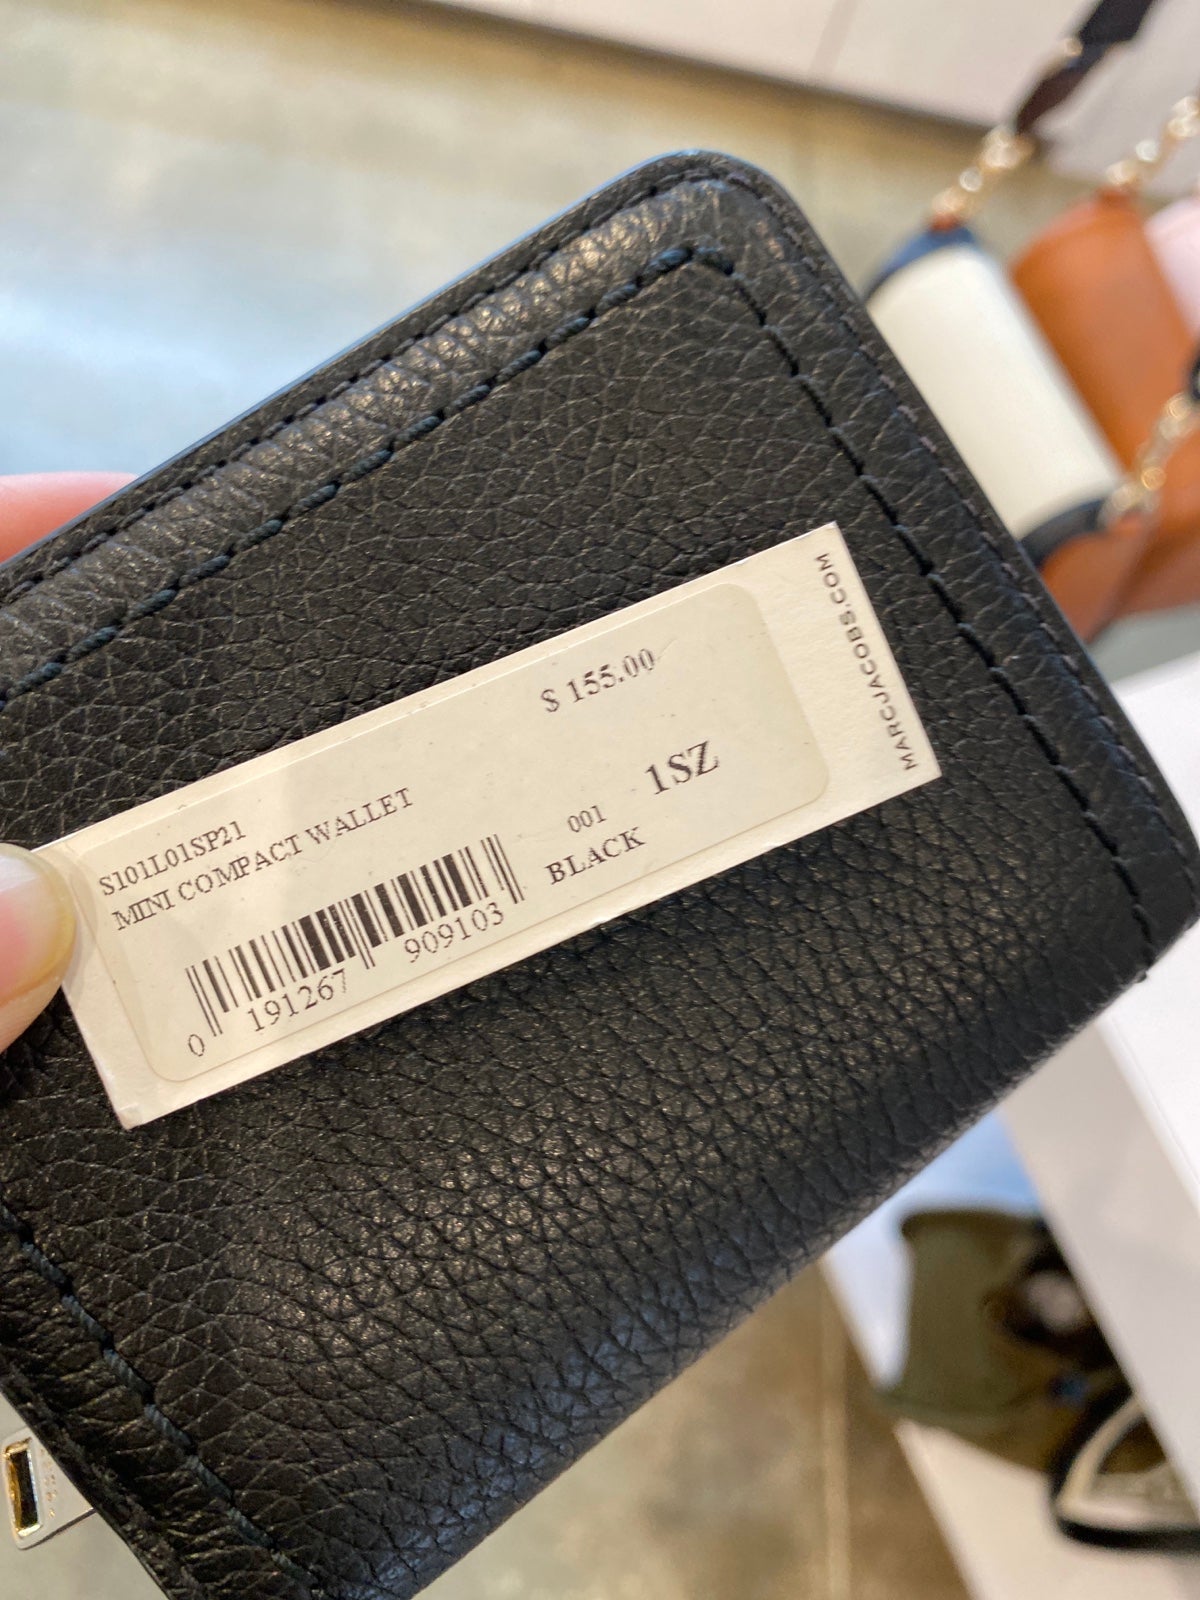 $ 155.00
S101L01SP21
MINI COMPACT WALLET
1SZ
001
BLACK
0 191267 909103
MARCJACOBS.COM